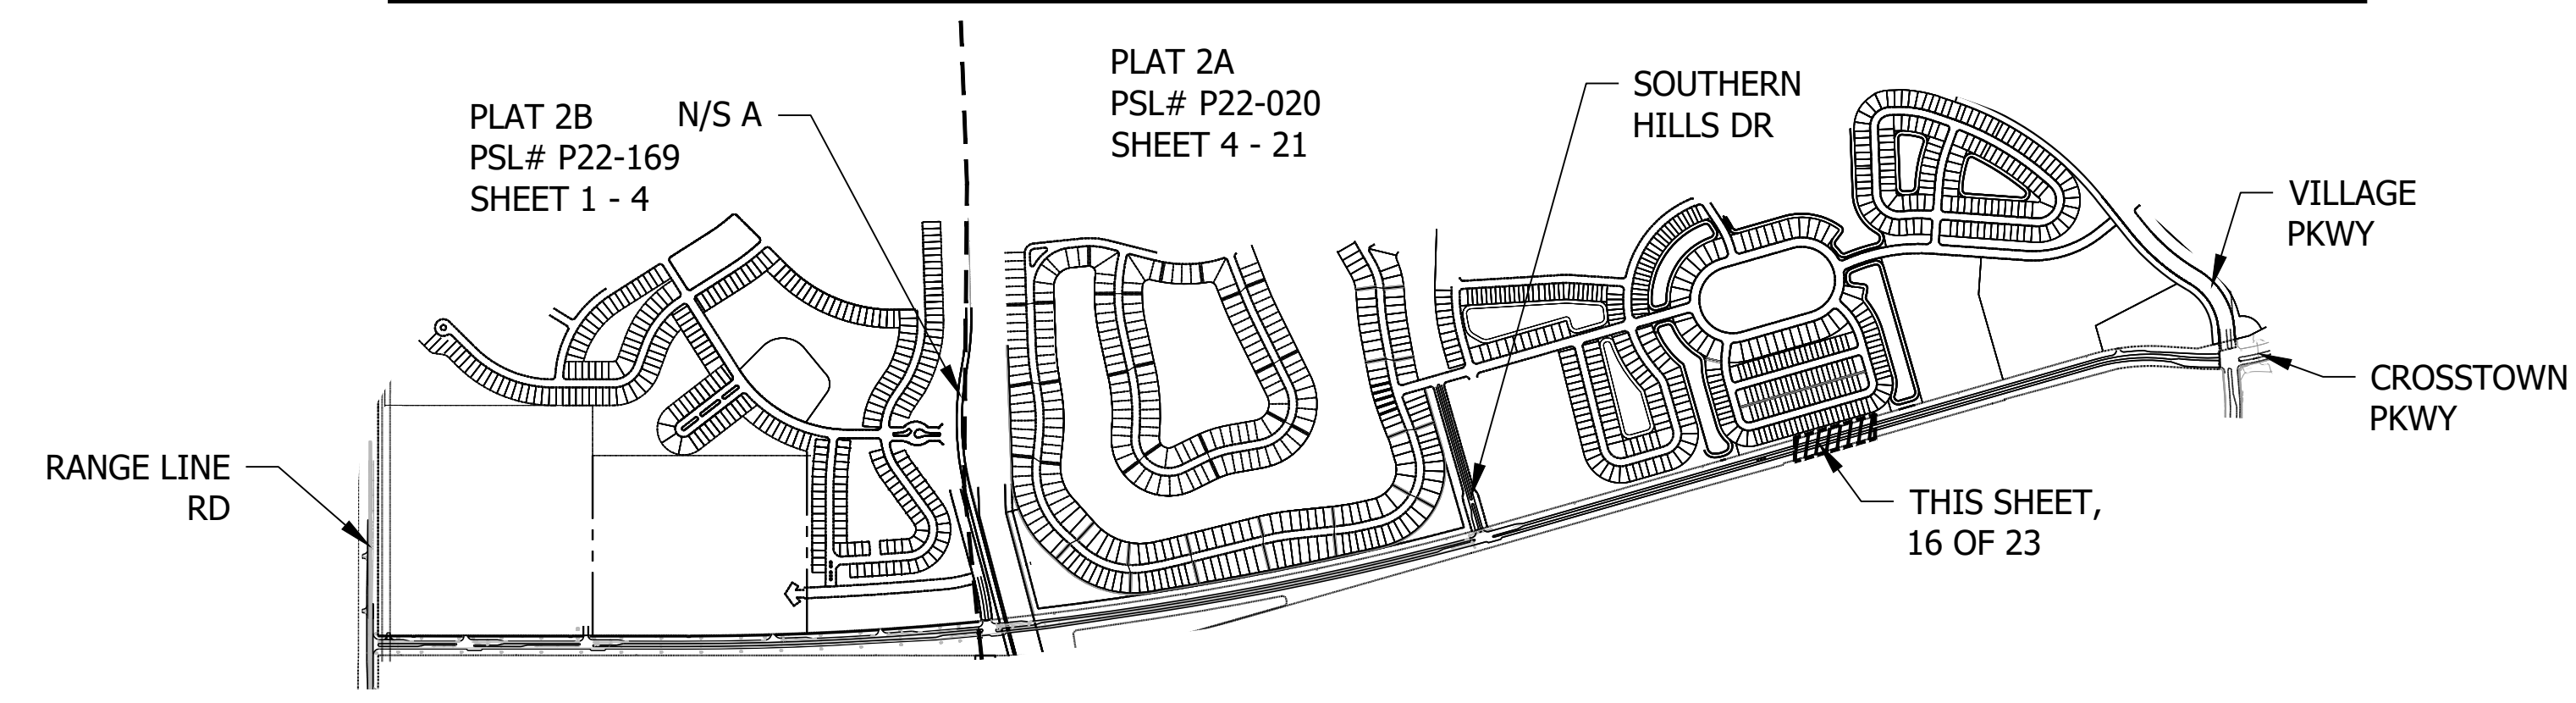 PLAT 2B
PSL# P22-169
SHEET 1 - 4
N/S A
PLAT 2A
PSL# P22-020
SHEET 4 - 21
SOUTHERN
HILLS DR
VILLAGE
PKWY
CROSSTOWN
PKWY
RANGE LINE
RD
THIS SHEET,
16 OF 23